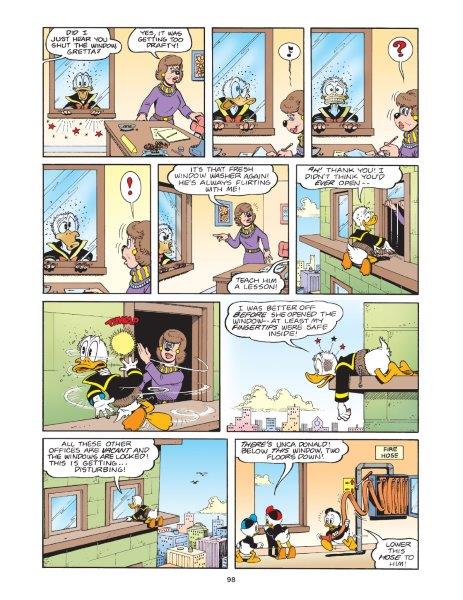 DID I
JUST HEAR YOU
SHUT THE WINDOW,
GRETTA?
YES, IT WAS
GETTING TOO
DRAFTY!
!
?
!
IT'S THAT FRESH
WINDOW WASHER AGAIN!
HE'S ALWAYS FLIRTING
WITH ME!
TEACH HIM
A LESSON!
AH! THANK YOU! I
DIDN'T THINK YOU'D
EVER OPEN--
I WAS BETTER OFF
BEFORE SHE OPENED THE
WINDOW--AT LEAST MY
FINGERTIPS WERE SAFE
INSIDE!
ALL THESE OTHER
OFFICES ARE VACANT AND
THE WINDOWS ARE LOCKED!
THIS IS GETTING...
DISTURBING!
THERE'S UNCA DONALD!
BELOW THIS WINDOW, TWO
FLOORS DOWN!
FIRE
HOSE
LOWER
THIS
HOSE TO
HIM!
98